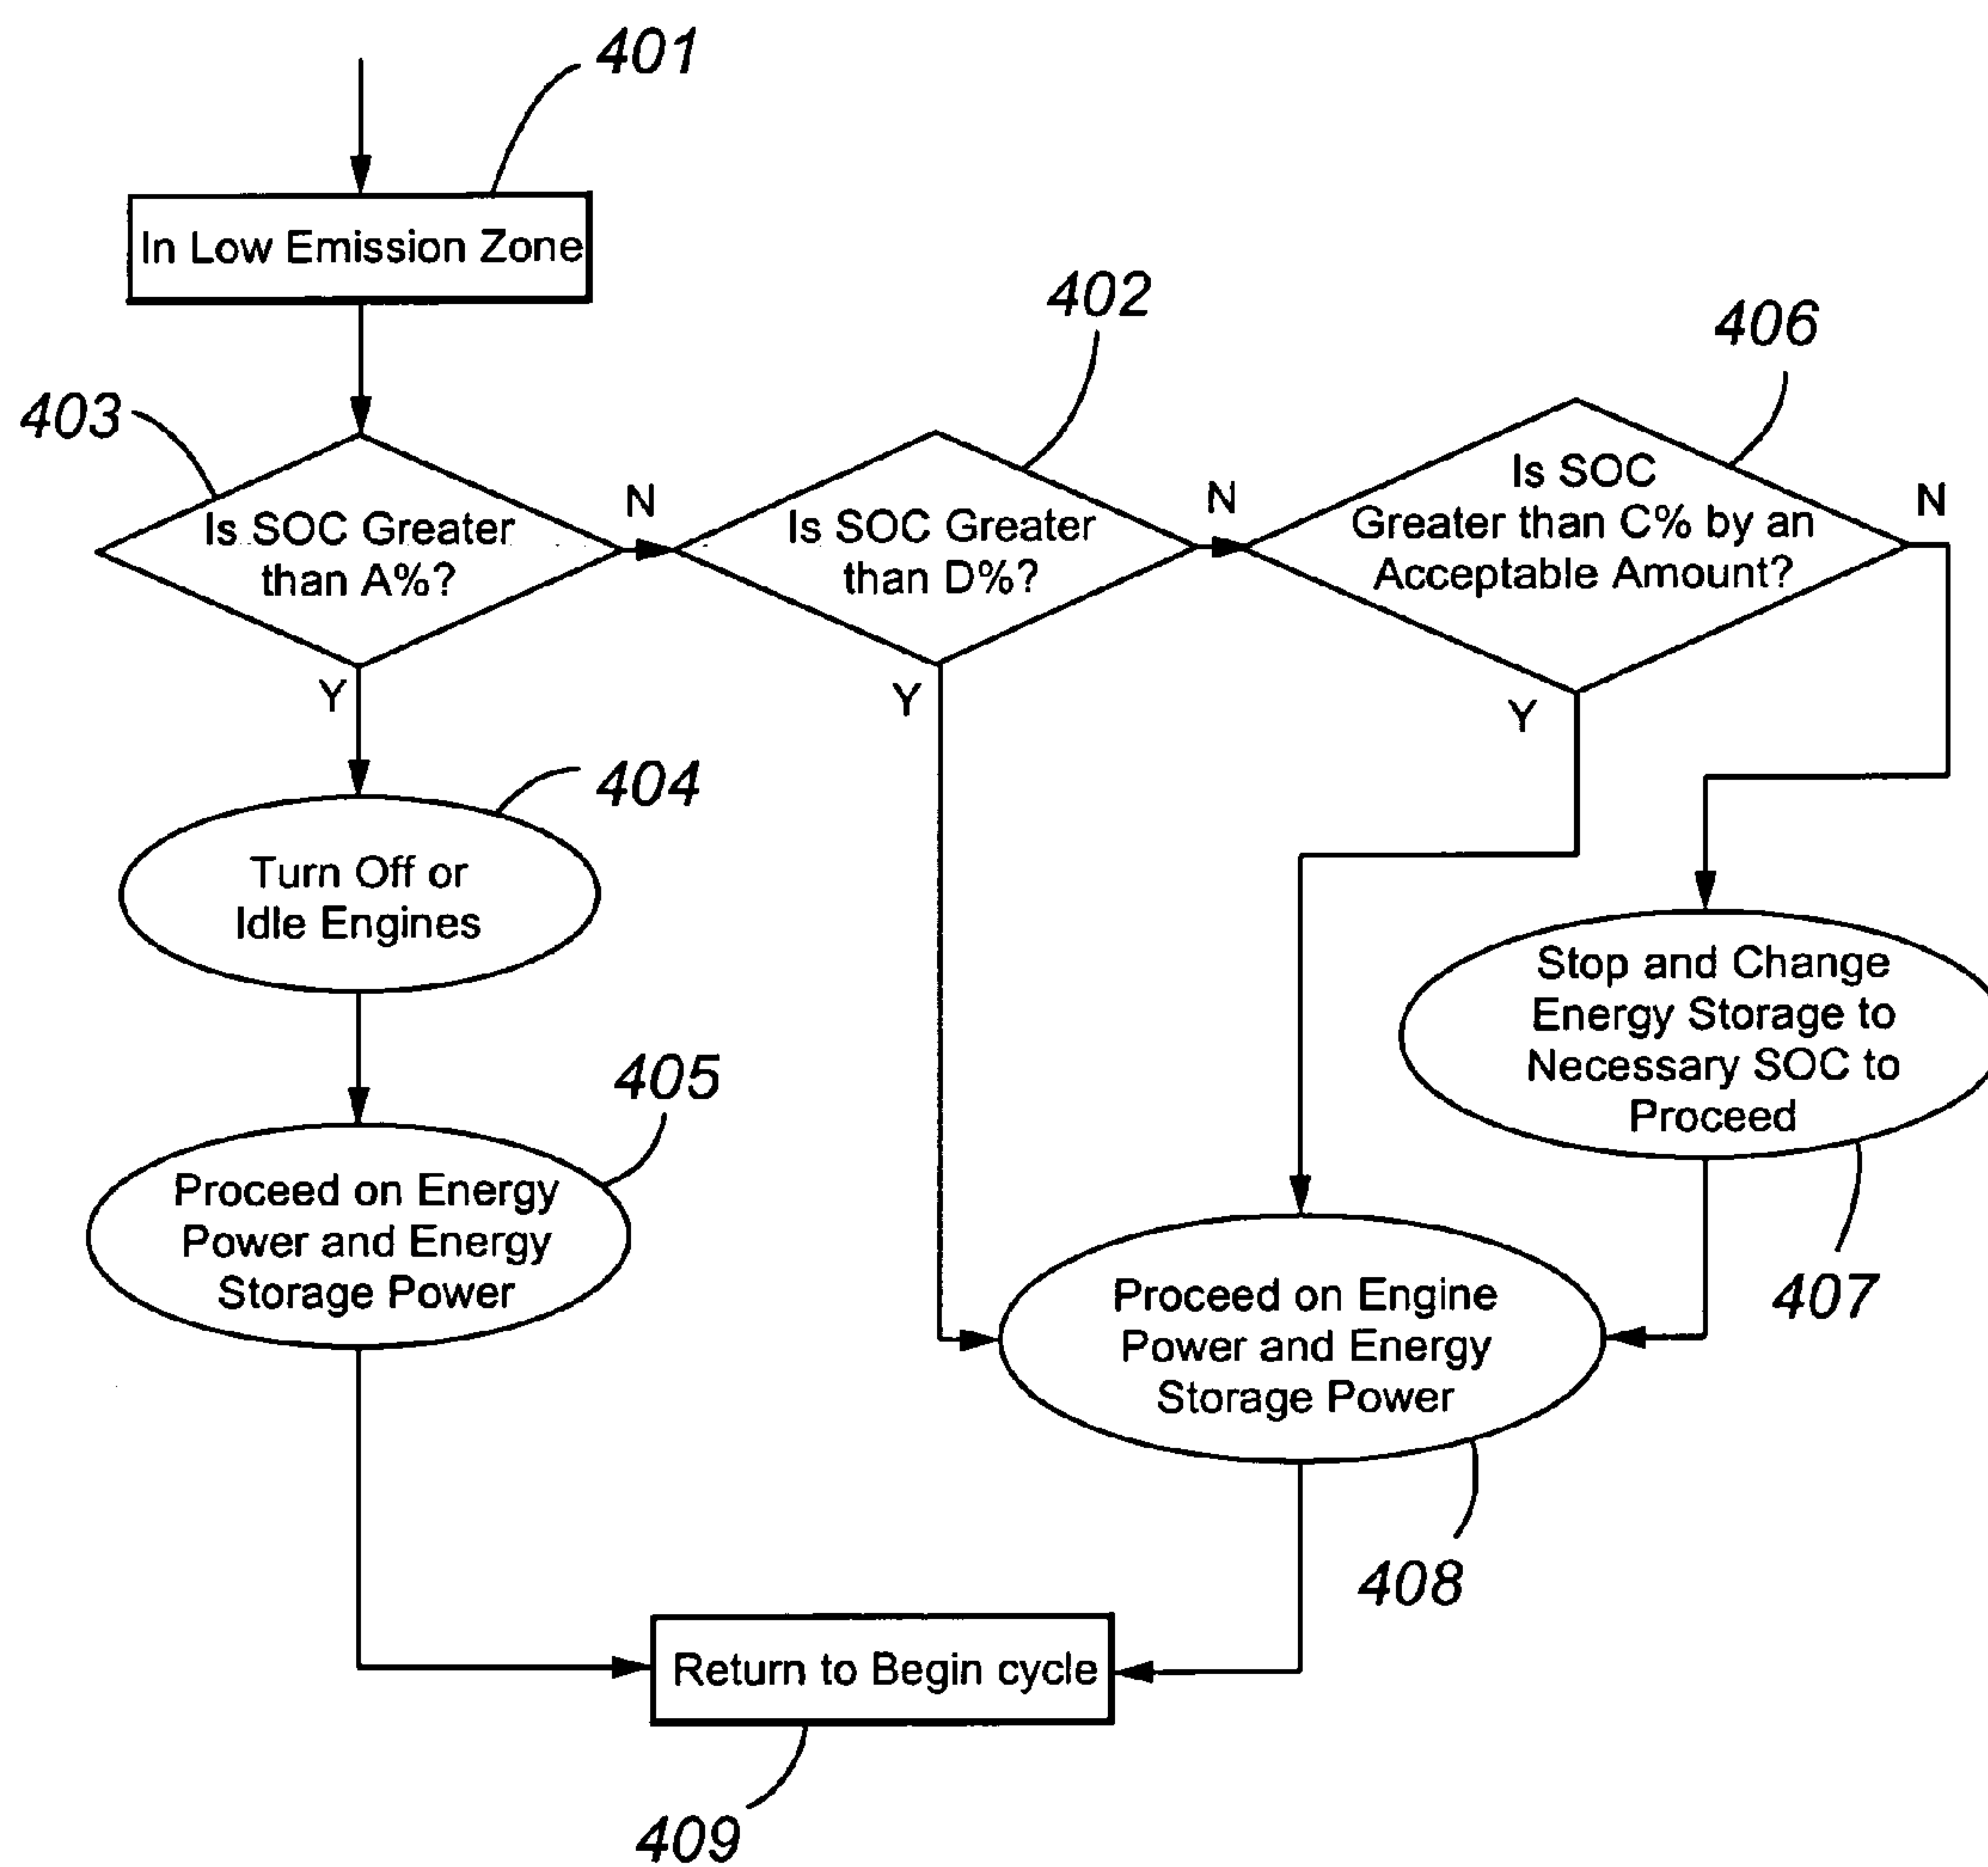 401
In Low Emission Zone
402
406
403
Is SOC Greater
than A%?
N
Is SOC Greater
than D%?
N
Is SOC
Greater than C% by an
Acceptable Amount?
N
Y
Y
Y
404
Turn Off or
Idle Engines
Stop and Change
Energy Storage to
Necessary SOC to
Proceed
405
Proceed on Energy
Power and Energy
Storage Power
407
Proceed on Engine
Power and Energy
Storage Power
408
Return to Begin cycle
409